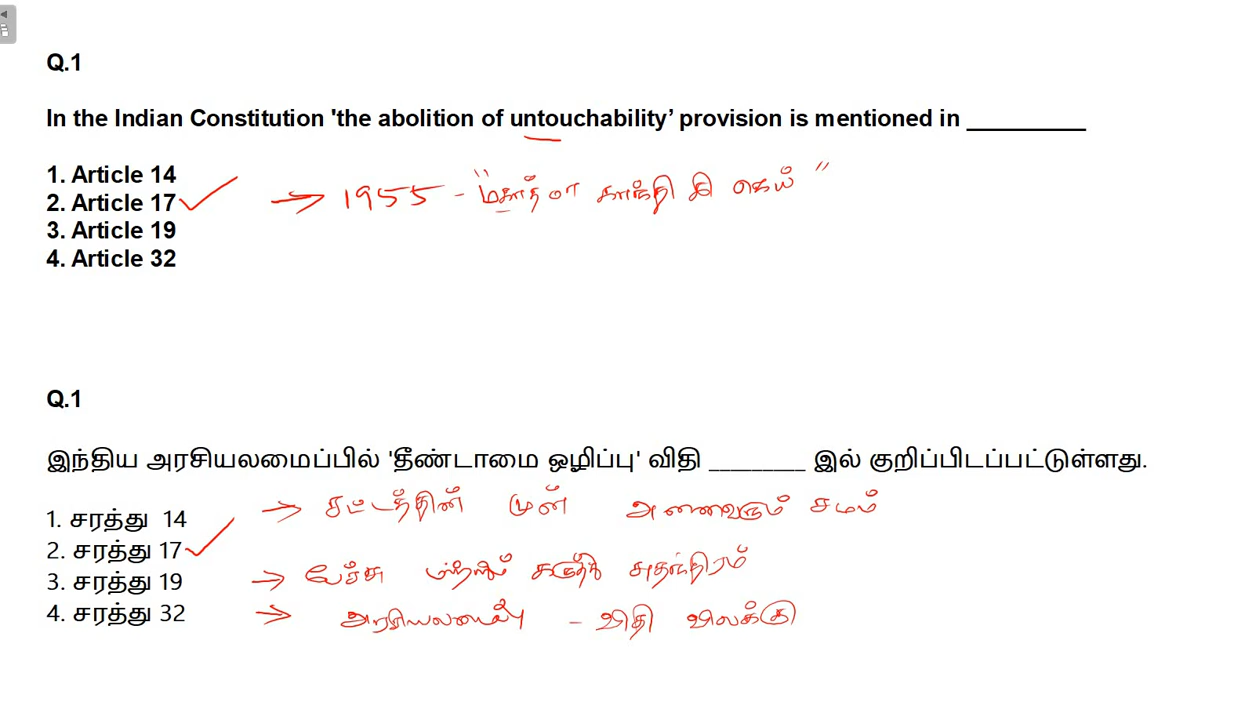 Q.1
In the Indian Constitution 'the abolition of untouchability’ provision is mentioned in _________
1. Article 14
2. Article 17
→ 1955 - "மகாத்மா காந்தி கி ஜெய்"
3. Article 19
4. Article 32
Q.1
இந்திய அரசியலமைப்பில் 'தீண்டாமை ஒழிப்பு' விதி _________ இல் குறிப்பிடப்பட்டுள்ளது.
1. சரத்து 14 → சட்டத்தின் முன் அனைவரும் சமம்
2. சரத்து 17
3. சரத்து 19 → பேச்சு மற்றும் கருத்து சுதந்திரம்
4. சரத்து 32 → அரசியலமைப்பு - விதி விலக்கு